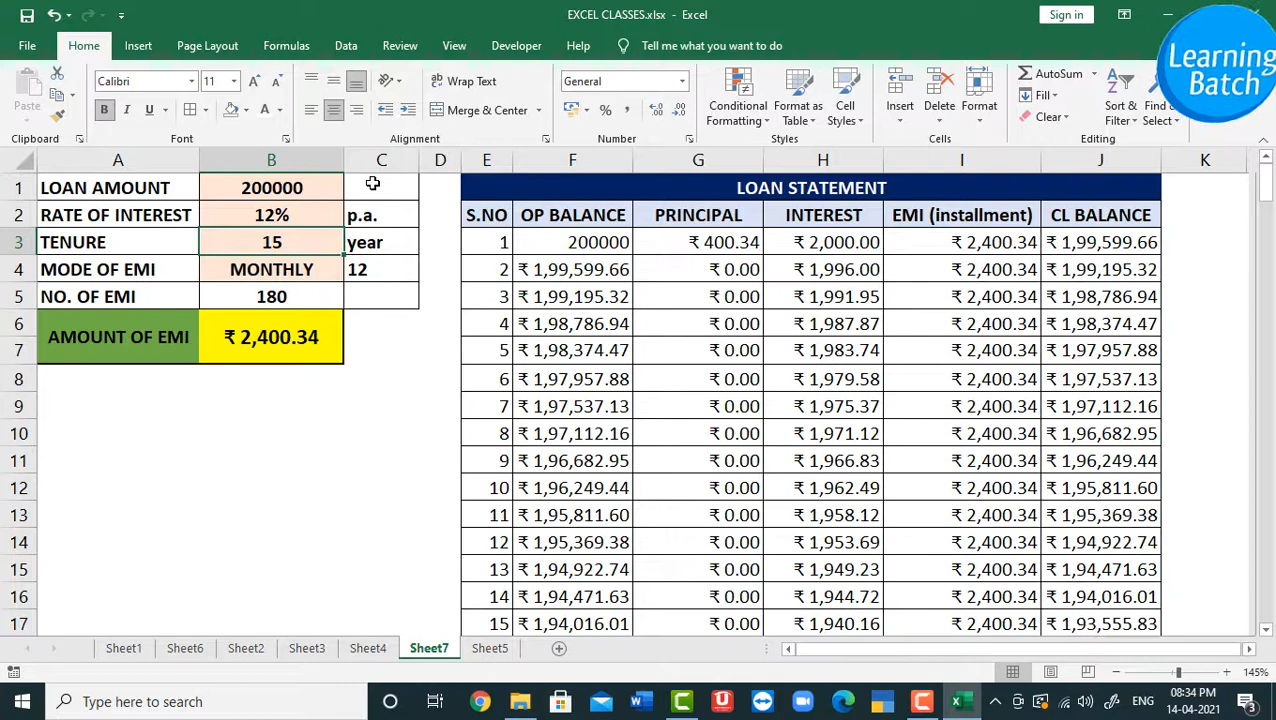 EXCEL CLASSES.xlsx - Excel
Sign in
Learning
Batch
File Home Insert Page Layout Formulas Data Review View Developer Help Tell me what you want to do
Paste
Clipboard
Calibri 11
B I U
A A
Font
Wrap Text
Merge & Center
Alignment
General
% ,
Number
Conditional
Formatting
Format as
Table
Cell
Styles
Styles
Insert Delete Format
Cells
AutoSum
Fill
Clear
Sort &
Filter
Select
Editing
A B C D E F G H I J K
1 LOAN AMOUNT 200000 LOAN STATEMENT
2 RATE OF INTEREST 12% p.a. S.NO OP BALANCE PRINCIPAL INTEREST EMI (installment) CL BALANCE
3 TENURE 15 year 1 200000 ₹ 400.34 ₹ 2,000.00 ₹ 2,400.34 ₹ 1,99,599.66
4 MODE OF EMI MONTHLY 12 2 ₹ 1,99,599.66 ₹ 0.00 ₹ 1,996.00 ₹ 2,400.34 ₹ 1,99,195.32
5 NO. OF EMI 180 3 ₹ 1,99,195.32 ₹ 0.00 ₹ 1,991.95 ₹ 2,400.34 ₹ 1,98,786.94
6 4 ₹ 1,98,786.94 ₹ 0.00 ₹ 1,987.87 ₹ 2,400.34 ₹ 1,98,374.47
AMOUNT OF EMI ₹ 2,400.34
7 5 ₹ 1,98,374.47 ₹ 0.00 ₹ 1,983.74 ₹ 2,400.34 ₹ 1,97,957.88
8 6 ₹ 1,97,957.88 ₹ 0.00 ₹ 1,979.58 ₹ 2,400.34 ₹ 1,97,537.13
9 7 ₹ 1,97,537.13 ₹ 0.00 ₹ 1,975.37 ₹ 2,400.34 ₹ 1,97,112.16
10 8 ₹ 1,97,112.16 ₹ 0.00 ₹ 1,971.12 ₹ 2,400.34 ₹ 1,96,682.95
11 9 ₹ 1,96,682.95 ₹ 0.00 ₹ 1,966.83 ₹ 2,400.34 ₹ 1,96,249.44
12 10 ₹ 1,96,249.44 ₹ 0.00 ₹ 1,962.49 ₹ 2,400.34 ₹ 1,95,811.60
13 11 ₹ 1,95,811.60 ₹ 0.00 ₹ 1,958.12 ₹ 2,400.34 ₹ 1,95,369.38
14 12 ₹ 1,95,369.38 ₹ 0.00 ₹ 1,953.69 ₹ 2,400.34 ₹ 1,94,922.74
15 13 ₹ 1,94,922.74 ₹ 0.00 ₹ 1,949.23 ₹ 2,400.34 ₹ 1,94,471.63
16 14 ₹ 1,94,471.63 ₹ 0.00 ₹ 1,944.72 ₹ 2,400.34 ₹ 1,94,016.01
17 15 ₹ 1,94,016.01 ₹ 0.00 ₹ 1,940.16 ₹ 2,400.34 ₹ 1,93,555.83
Sheet1 Sheet6 Sheet2 Sheet3 Sheet4 Sheet7 Sheet5
145%
Type here to search
ENG
08:34 PM
14-04-2021
3